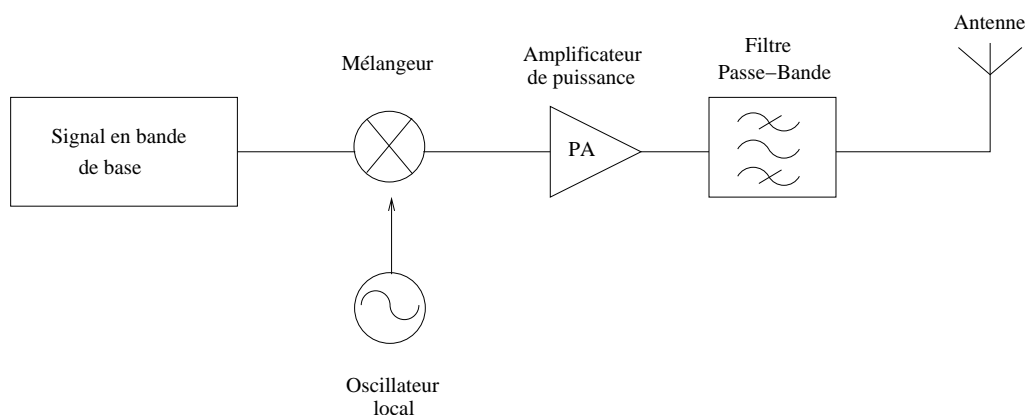 Signal en bande
de base
Mélangeur
Oscillateur
local
Amplificateur
de puissance
PA
Filtre
Passe−Bande
Antenne